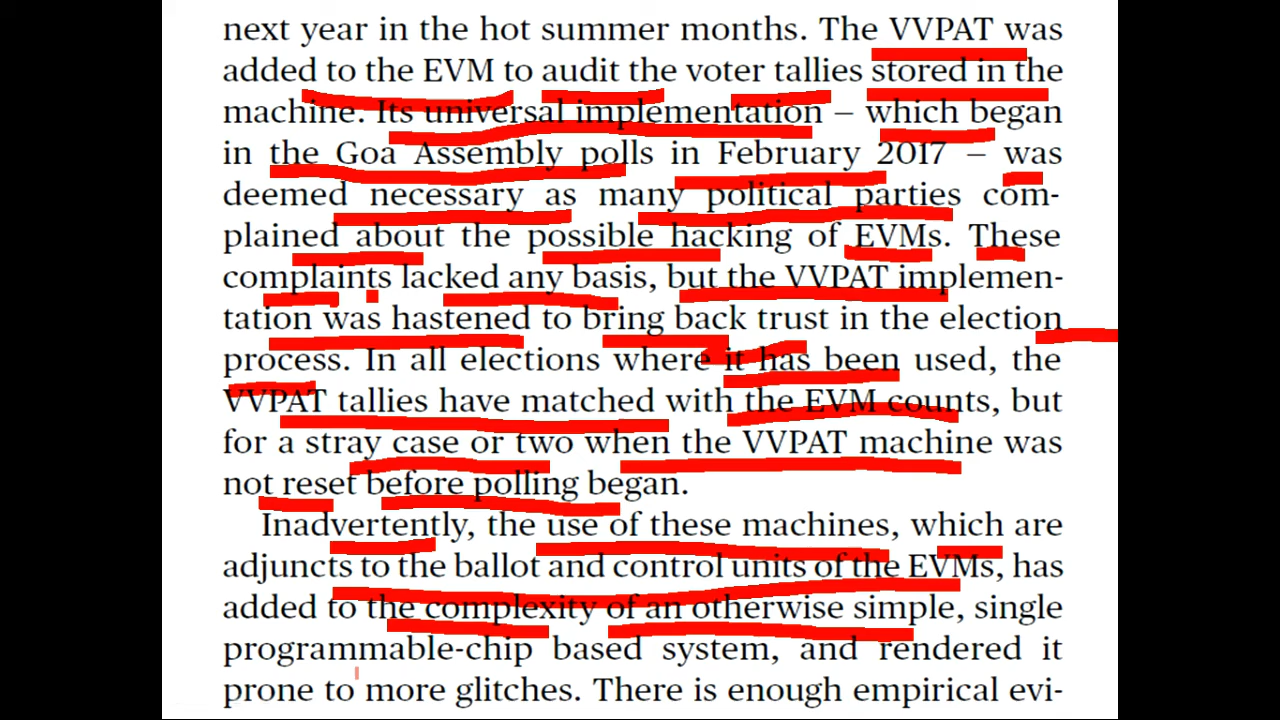 next year in the hot summer months. The VVPAT was
added to the EVM to audit the voter tallies stored in the
machine. Its universal implementation – which began
in the Goa Assembly polls in February 2017 – was
deemed necessary as many political parties com-
plained about the possible hacking of EVMs. These
complaints lacked any basis, but the VVPAT implemen-
tation was hastened to bring back trust in the election
process. In all elections where it has been used, the
VVPAT tallies have matched with the EVM counts, but
for a stray case or two when the VVPAT machine was
not reset before polling began.
Inadvertently, the use of these machines, which are
adjuncts to the ballot and control units of the EVMs, has
added to the complexity of an otherwise simple, single
programmable-chip based system, and rendered it
prone to more glitches. There is enough empirical evi-